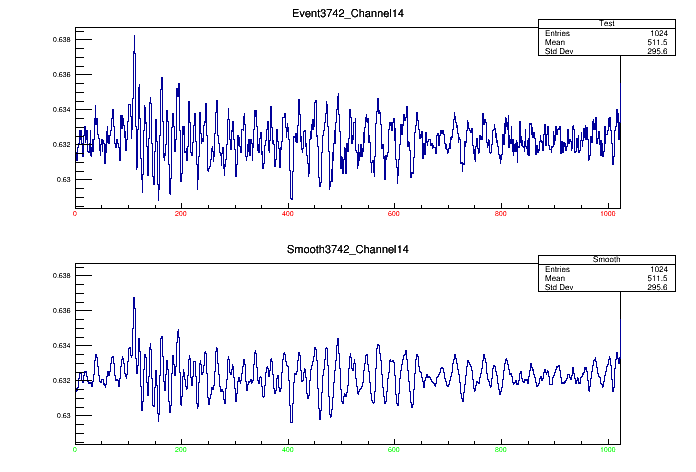 Event3742_Channel14
Test
Entries 1024
Mean 511.5
Std Dev 295.6
0.638
0.636
0.634
0.632
0.63
0 200 400 600 800 1000
Smooth3742_Channel14
Smooth
Entries 1024
Mean 511.5
Std Dev 295.6
0.638
0.636
0.634
0.632
0.63
0 200 400 600 800 1000